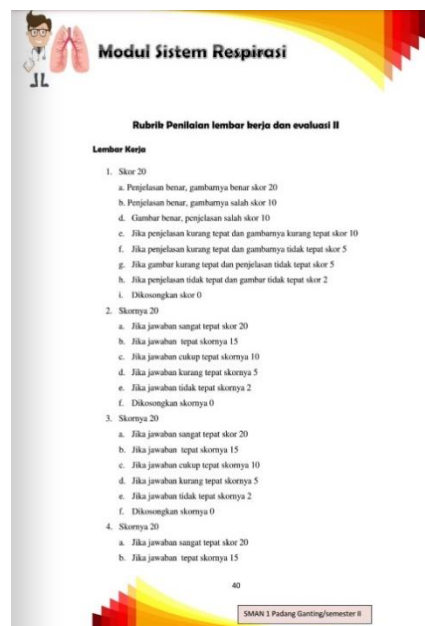 Modul Sistem Respirasi
Rubrik Penilaian lembar kerja dan evaluasi II
Lembar Kerja
1. Skor 20
a. Penjelasan benar, gambarnya benar skor 20
b. Penjelasan benar, gambarnya salah skor 10
d. Gambar benar, penjelasan salah skor 10
e. Jika penjelasan kurang tepat dan gambarnya kurang tepat skor 10
f. Jika penjelasan kurang tepat dan gambarnya tidak tepat skor 5
g. Jika gambar kurang tepat dan penjelasan tidak tepat skor 5
h. Jika penjelasan tidak tepat dan gambar tidak tepat skor 2
i. Dikosongkan skor 0
2. Skornya 20
a. Jika jawaban sangat tepat skor 20
b. Jika jawaban tepat skornya 15
c. Jika jawaban cukup tepat skornya 10
d. Jika jawaban kurang tepat skornya 5
e. Jika jawaban tidak tepat skornya 2
f. Dikosongkan skornya 0
3. Skornya 20
a. Jika jawaban sangat tepat skor 20
b. Jika jawaban tepat skornya 15
c. Jika jawaban cukup tepat skornya 10
d. Jika jawaban kurang tepat skornya 5
e. Jika jawaban tidak tepat skornya 2
f. Dikosongkan skornya 0
4. Skornya 20
a. Jika jawaban sangat tepat skor 20
b. Jika jawaban tepat skornya 15
40
SMAN 1 Padang Ganting/semester II